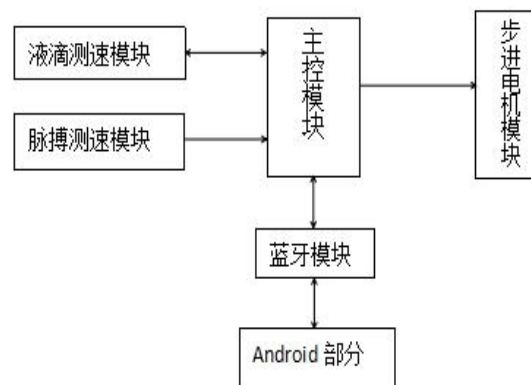 液滴测速模块
脉搏测速模块
主控模块
步进电机模块
蓝牙模块
Android 部分